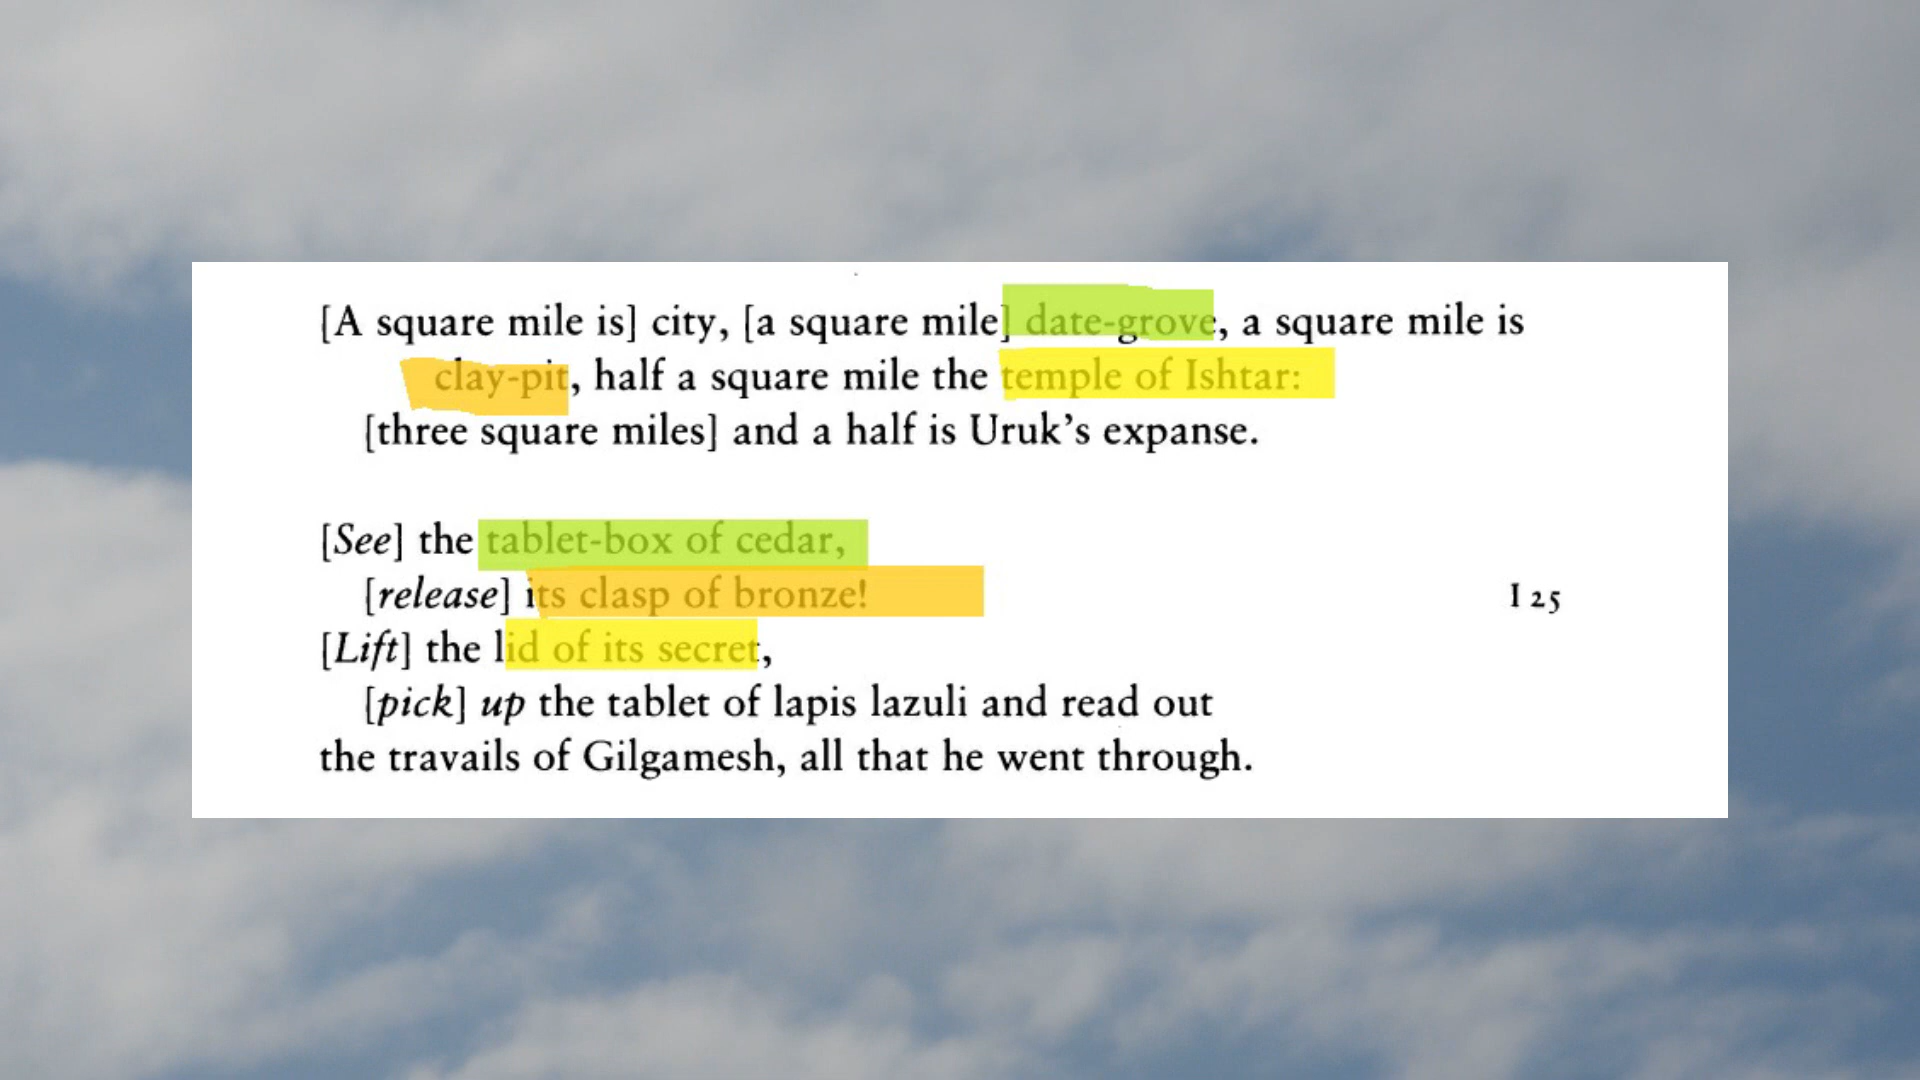 [A square mile is] city, [a square mile] date-grove, a square mile is
clay-pit, half a square mile the temple of Ishtar:
[three square miles] and a half is Uruk’s expanse.
[See] the tablet-box of cedar,
[release] its clasp of bronze! I 25
[Lift] the lid of its secret,
[pick] up the tablet of lapis lazuli and read out
the travails of Gilgamesh, all that he went through.